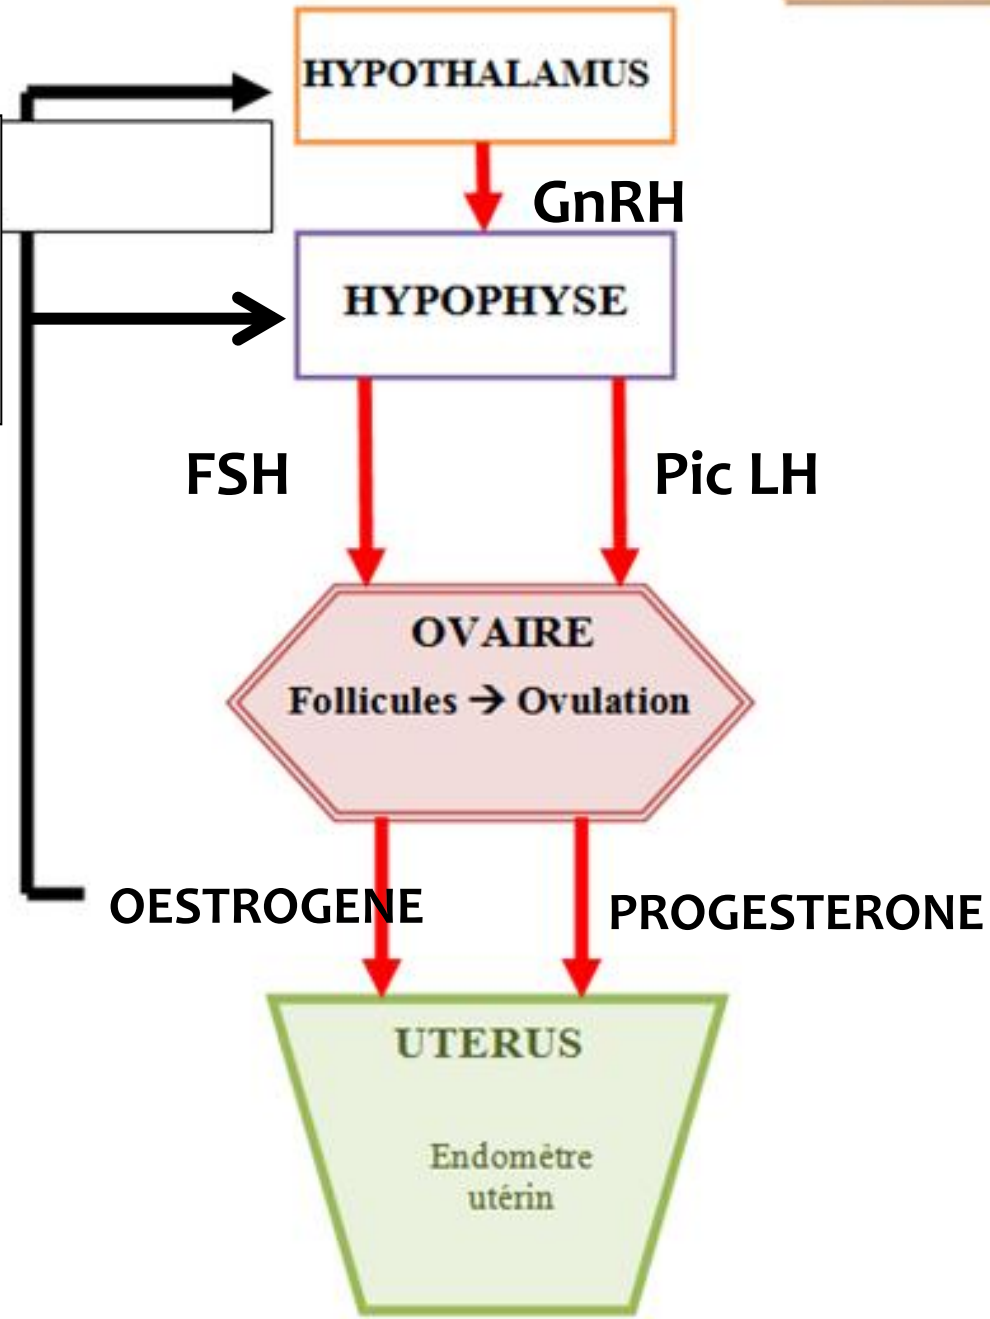 HYPOTHALAMUS
GnRH
HYPOPHYSE
FSH
Pic LH
OVAIRE
Follicules → Ovulation
OESTROGENE
PROGESTERONE
UTERUS
Endomètre
utérin